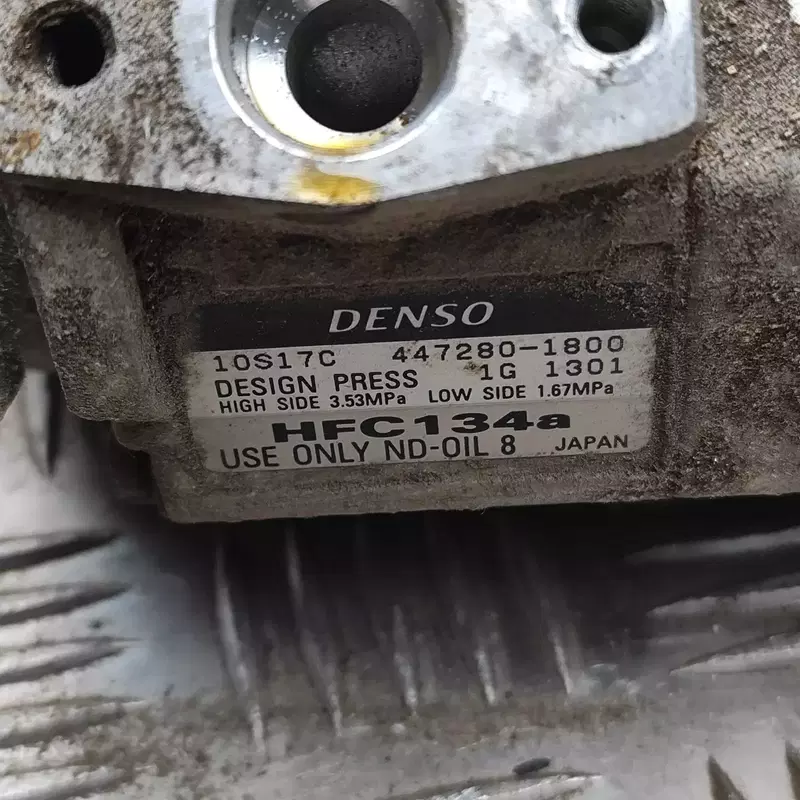 DENSO
10S17C 447280-1800
DESIGN PRESS 1G 1301
HIGH SIDE 3.53MPa LOW SIDE 1.67MPa
HFC134a
USE ONLY ND-OIL 8 JAPAN